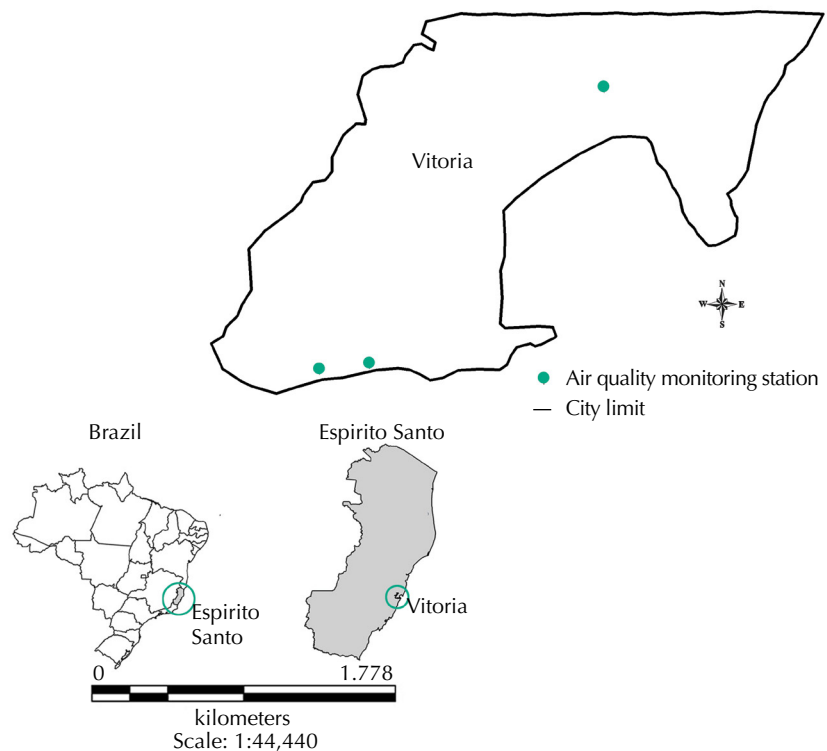 Vitoria
N
W E
S
Air quality monitoring station
City limit
Brazil
Espirito Santo
Espirito
Santo
Vitoria
0 1.778
kilometers
Scale: 1:44,440